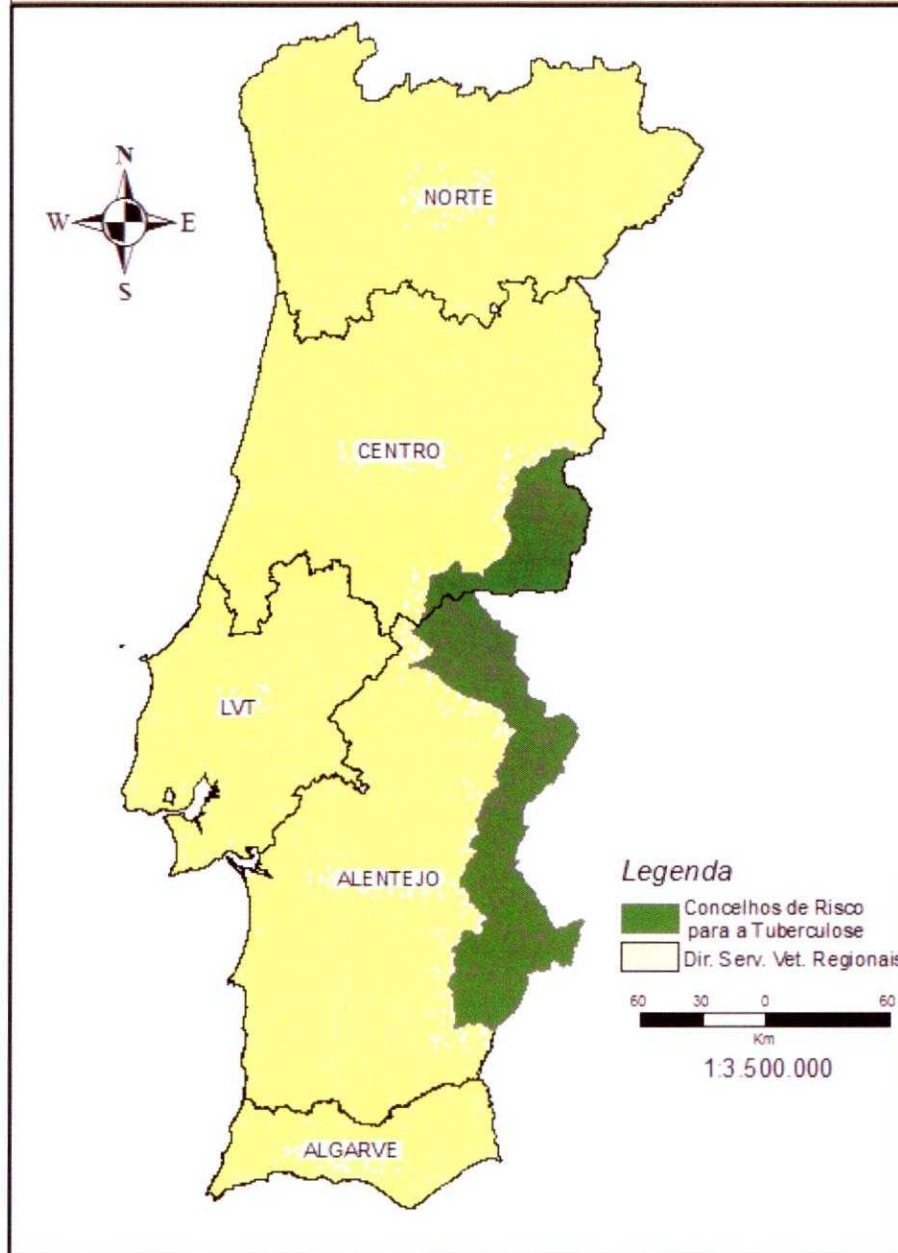 N
W E
S
NORTE
CENTRO
LVT
ALENTEJO
ALGARVE
Legenda
Concelhos de Risco
para a Tuberculose
Dir. Serv. Vet. Regionais
60 30 0 60
Km
1:3.500.000